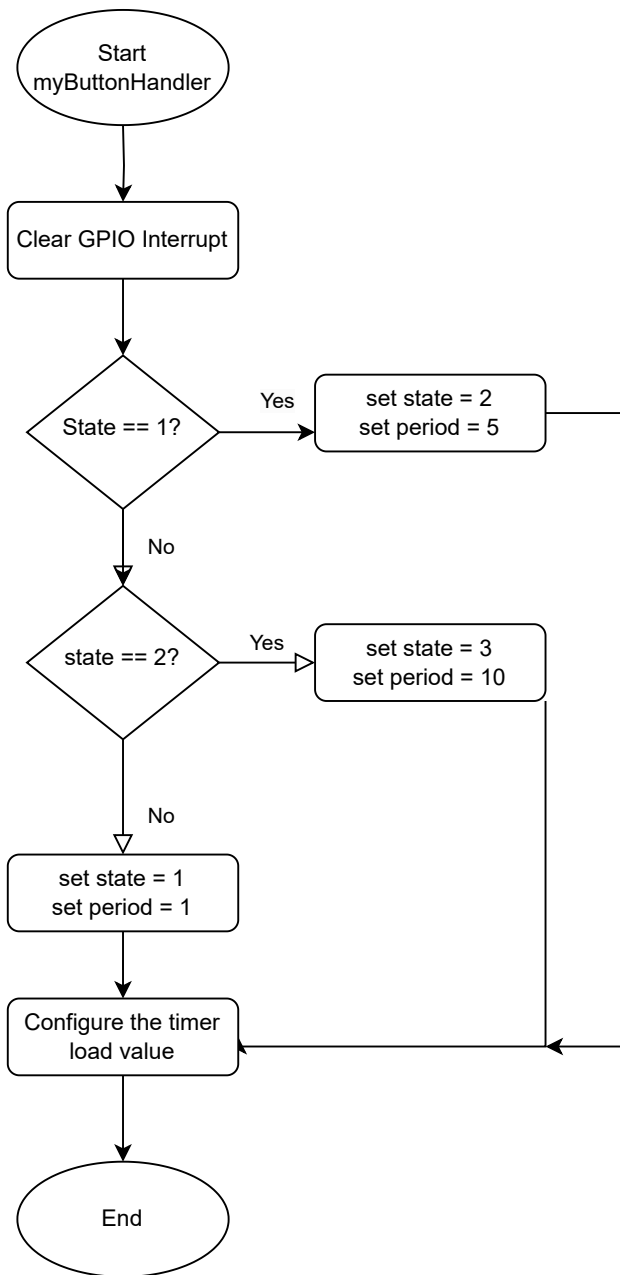 Start
myButtonHandler
Clear GPIO Interrupt
State == 1?
Yes
set state = 2
set period = 5
No
state == 2?
Yes
set state = 3
set period = 10
No
set state = 1
set period = 1
Configure the timer
load value
End